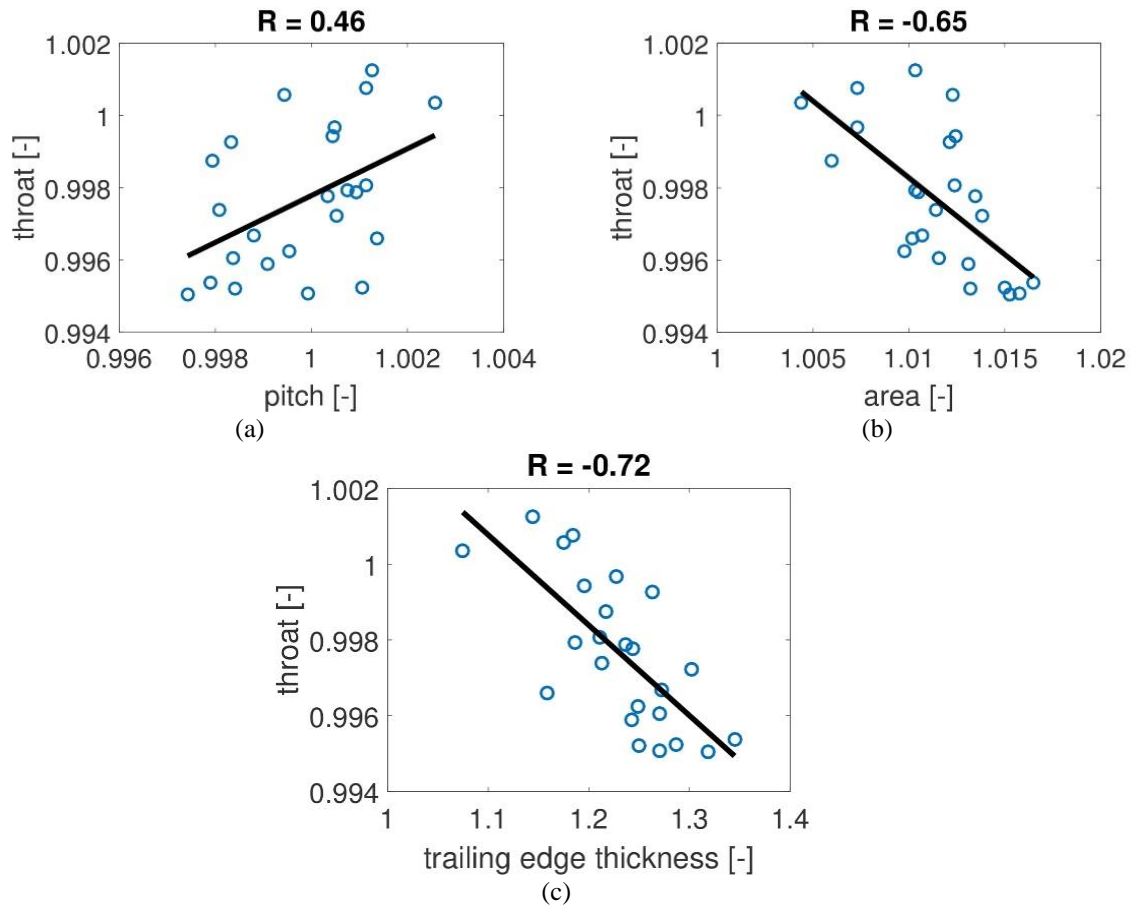 R = 0.46
1.002
1
0.998
0.996
0.994
throat [-]
0.996 0.998 1 1.002 1.004
pitch [-]
(a)
R = -0.65
1.002
1
0.998
0.996
0.994
throat [-]
1 1.005 1.01 1.015 1.02
area [-]
(b)
R = -0.72
1.002
1
0.998
0.996
0.994
throat [-]
1 1.1 1.2 1.3 1.4
trailing edge thickness [-]
(c)